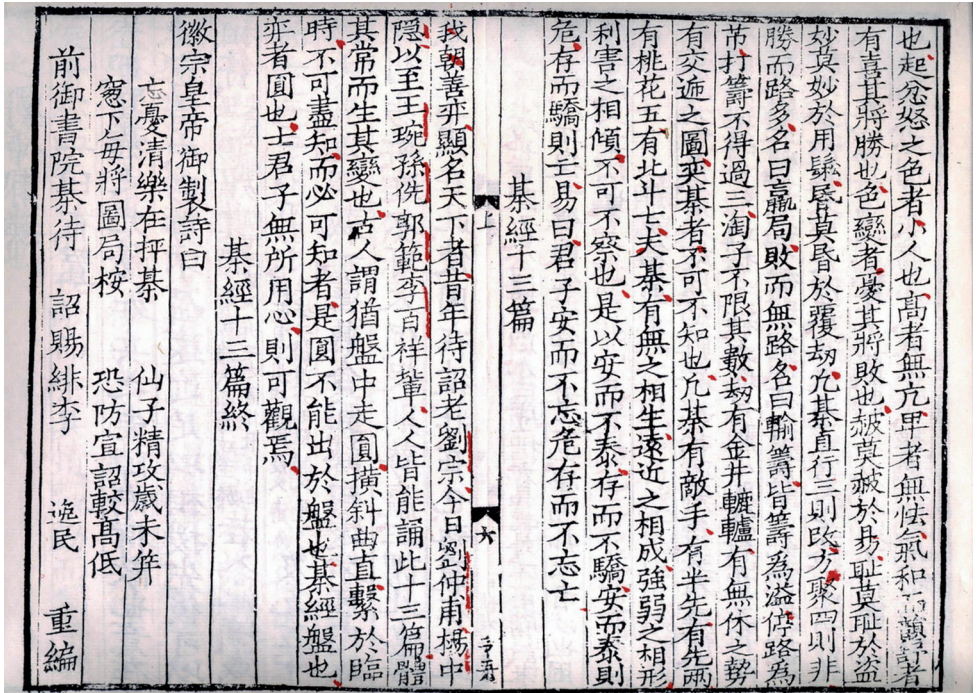 也起忿怒之色者小人也高者無亢卑者無怯氣和而韻舒者
有喜其將勝也色變者憂其將敗也赧莫赧於易耻莫耻於盜
妙莫妙於用鬆昏莫昏於覆劫凡棊直行三則改方聚四則非
勝而路多名曰贏局敗而無路名曰輸籌皆籌為溢停路為
芇打籌不得過三淘子不限其數劫有金井轆轤有無休之勢
有交逓之圖奕棊者不可不知也凡棊有敵手有半先有先兩
有桃花五有北斗七夫棊有無之相生遠近之相成強弱之相形
利害之相傾不可不察也是以安而不泰存而不驕安而泰則
危存而驕則亡易曰君子安而不忘危存而不忘亡
棊經十三篇
上
六
我朝善弈顯名天下者昔年待詔老劉宗今日劉仲甫楊中
隱以至王琬孫侁郭範李百祥輩人人皆能誦此十三篇體
其常而生其變也古人謂猶盤中走圓橫斜曲直繫於臨
時不可盡知而必可知者是圓不能出於盤也棊經盤也
弈者圓也士君子無所用心則可觀焉
棊經十三篇終
徽宗皇帝御製詩曰
忘憂清樂在抨棊 仙子精攻歲未笄
窻下每將圖局桉 恐防宜詔較高低
前御書院棊待 詔賜緋李 逸民 重編